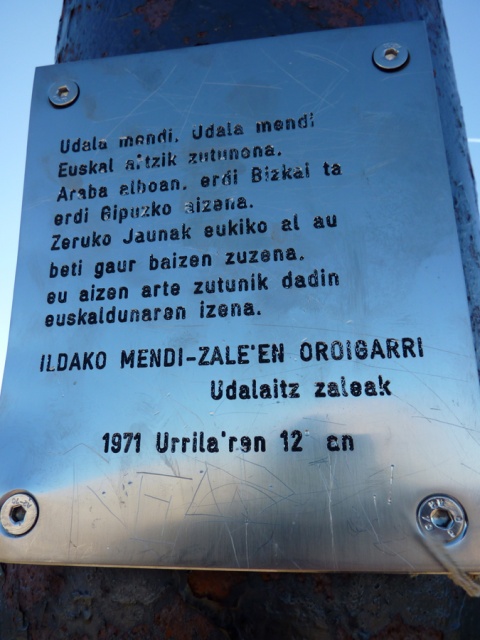 Udala mendi, Udala mendi
Euskal aitzik zutunona.
Araba alboan, erdi Bizkai ta
erdi Gipuzko aizena.
Zeruko Jaunak eukiko al au
beti gaur baizen zuzena,
eu aizen arte zutunik dadin
euskaldunaren izena.
ILDAKO MENDI-ZALE'EN OROIGARRI
Udalaitz zaleak
1971 Urrila'ren 12 an